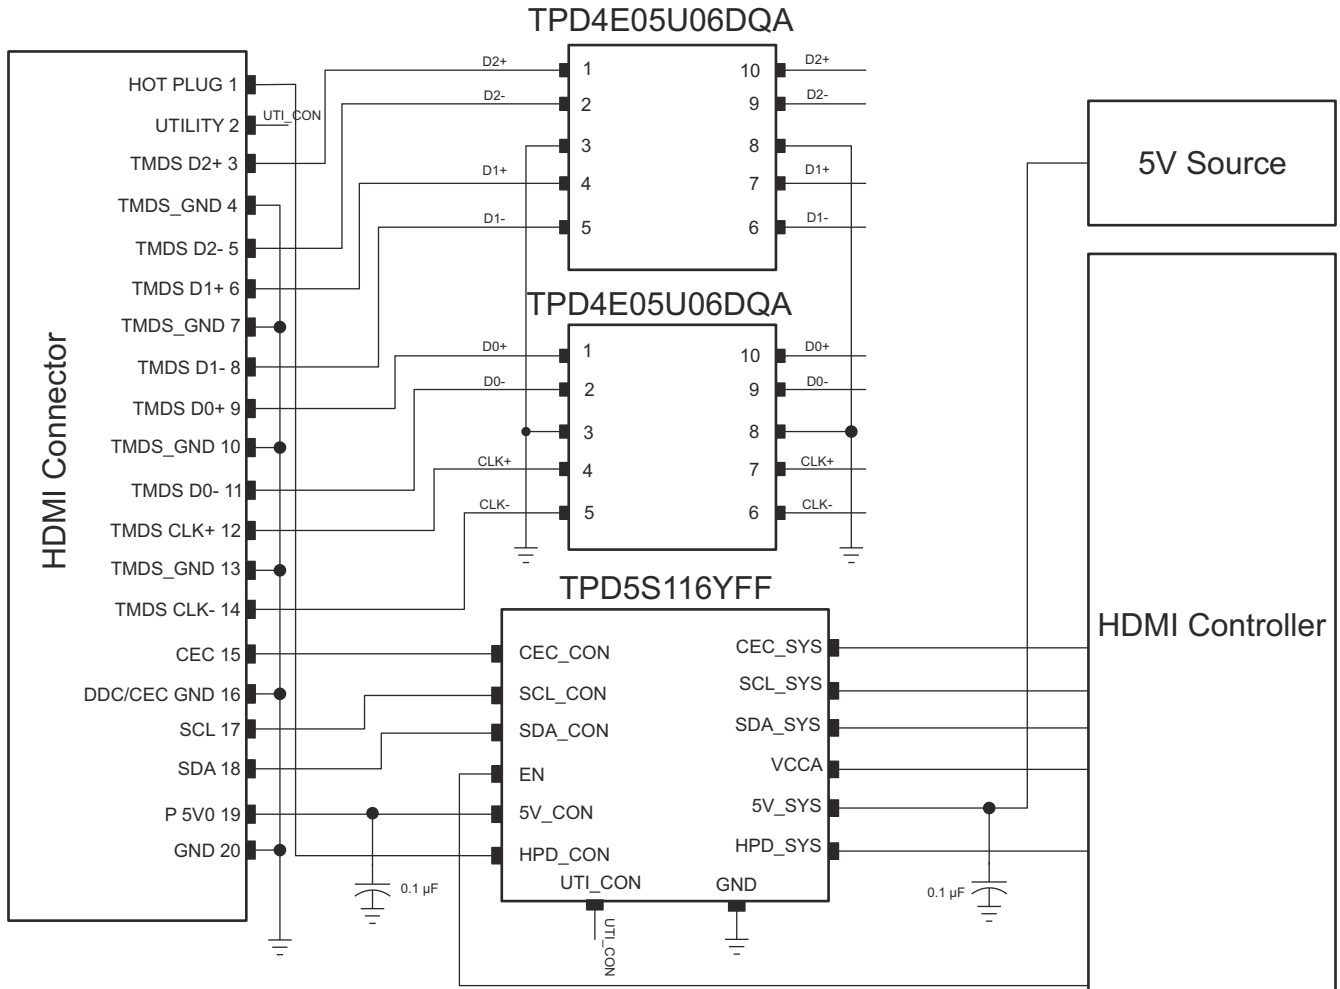 TPD4E05U06DQA
HDMI Connector
HOT PLUG 1
UTILITY 2
UTI_CON
TMDS D2+ 3
TMDS_GND 4
TMDS D2- 5
TMDS D1+ 6
TMDS_GND 7
TMDS D1- 8
TMDS D0+ 9
TMDS_GND 10
TMDS D0- 11
TMDS CLK+ 12
TMDS_GND 13
TMDS CLK- 14
CEC 15
DDC/CEC GND 16
SCL 17
SDA 18
P 5V0 19
GND 20
D2+
1
10
D2+
D2-
2
9
D2-
3
8
D1+
4
7
D1+
D1-
5
6
D1-
TPD4E05U06DQA
D0+
1
10
D0+
D0-
2
9
D0-
3
8
CLK+
4
7
CLK+
CLK-
5
6
CLK-
TPD5S116YFF
CEC_CON
CEC_SYS
SCL_CON
SCL_SYS
SDA_CON
SDA_SYS
EN
VCCA
5V_CON
5V_SYS
HPD_CON
HPD_SYS
UTI_CON
GND
UTI_CON
0.1 µF
0.1 µF
5V Source
HDMI Controller